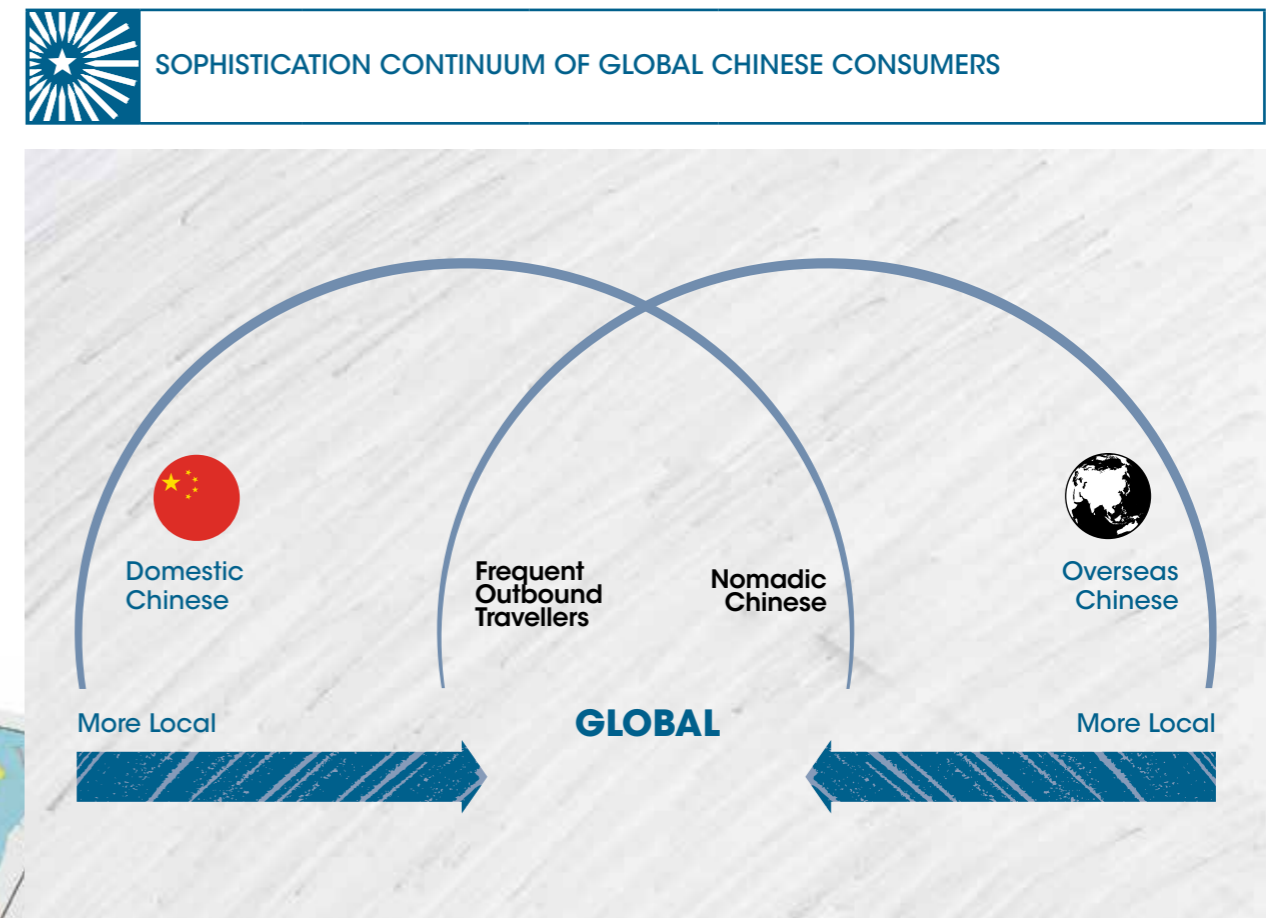 SOPHISTICATION CONTINUUM OF GLOBAL CHINESE CONSUMERS
Domestic
Chinese
Frequent
Outbound
Travellers
Nomadic
Chinese
Overseas
Chinese
More Local
GLOBAL
More Local